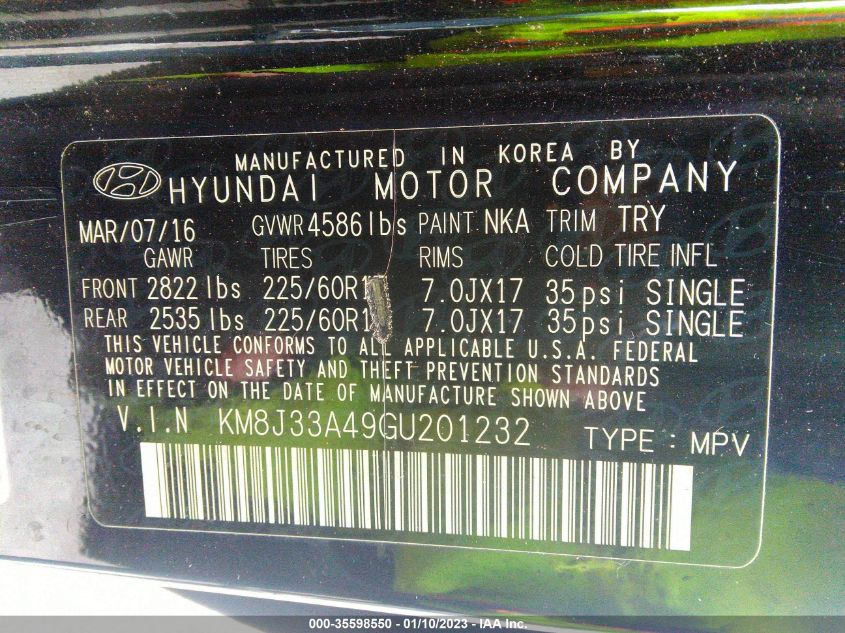 MANUFACTURED IN KOREA BY
HYUNDAI MOTOR COMPANY
MAR/07/16 GVWR 4586 lbs PAINT NKA TRIM TRY
GAWR TIRES RIMS COLD TIRE INFL
FRONT 2822 lbs 7.0JX17 35psi SINGLE
REAR 2535 lbs 7.0JX17 35psi SINGLE
THIS VEHICLE CONFORMS TO ALL APPLICABLE U.S.A. FEDERAL
MOTOR VEHICLE SAFETY AND THEFT PREVENTION STANDARDS
IN EFFECT ON THE DATE OF MANUFACTURE SHOWN ABOVE.
V.I.N KM8J33A49GU201232 TYPE : MPV
000-35598550 - 01/10/2023 - IAA Inc.